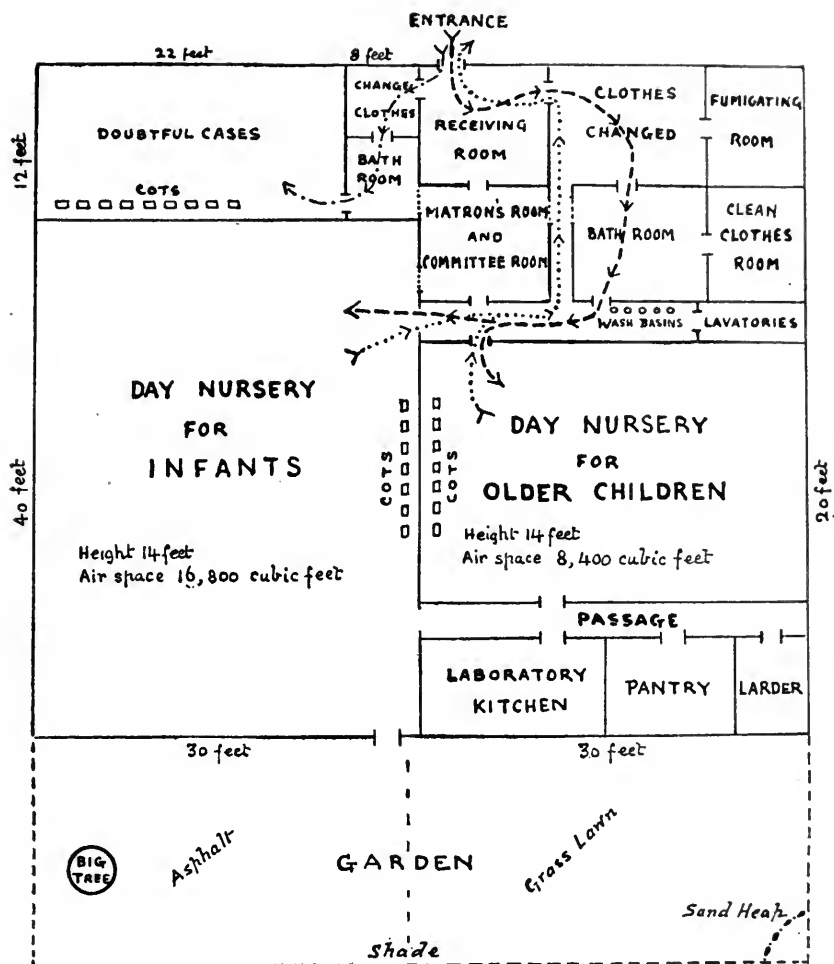 ENTRANCE
22 feet
8 feet
12 feet
DOUBTFUL CASES
COTS
CHANGE
CLOTHES
BATH
ROOM
RECEIVING
ROOM
CLOTHES
CHANGED
FUMIGATING
ROOM
MATRON'S ROOM
AND
COMMITTEE ROOM
BATH ROOM
CLEAN
CLOTHES
ROOM
WASH BASINS
LAVATORIES
40 feet
DAY NURSERY
FOR
INFANTS
Height 14 feet
Air space 16,800 cubic feet
COTS
COTS
DAY NURSERY
FOR
OLDER CHILDREN
Height 14 feet
Air space 8,400 cubic feet
20 feet
PASSAGE
LABORATORY
KITCHEN
PANTRY
LARDER
30 feet
30 feet
BIG
TREE
Asphalt
GARDEN
Grass Lawn
Sand Heap
Shade